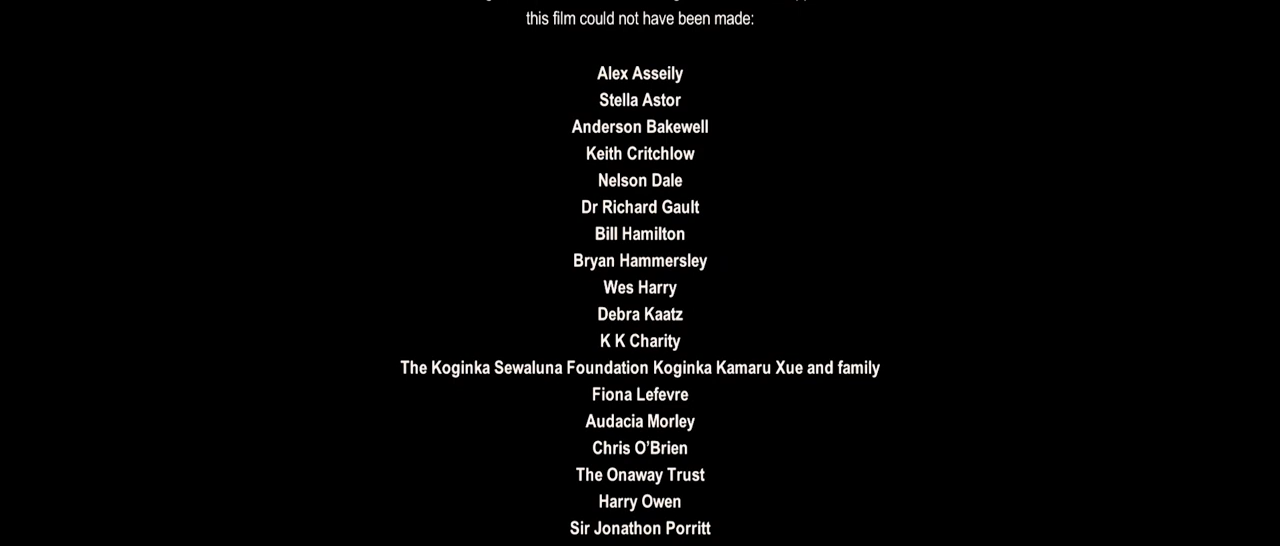 this film could not have been made:
Alex Asseily
Stella Astor
Anderson Bakewell
Keith Critchlow
Nelson Dale
Dr Richard Gault
Bill Hamilton
Bryan Hammersley
Wes Harry
Debra Kaatz
K K Charity
The Koginka Sewaluna Foundation Koginka Kamaru Xue and family
Fiona Lefevre
Audacia Morley
Chris O’Brien
The Onaway Trust
Harry Owen
Sir Jonathon Porritt